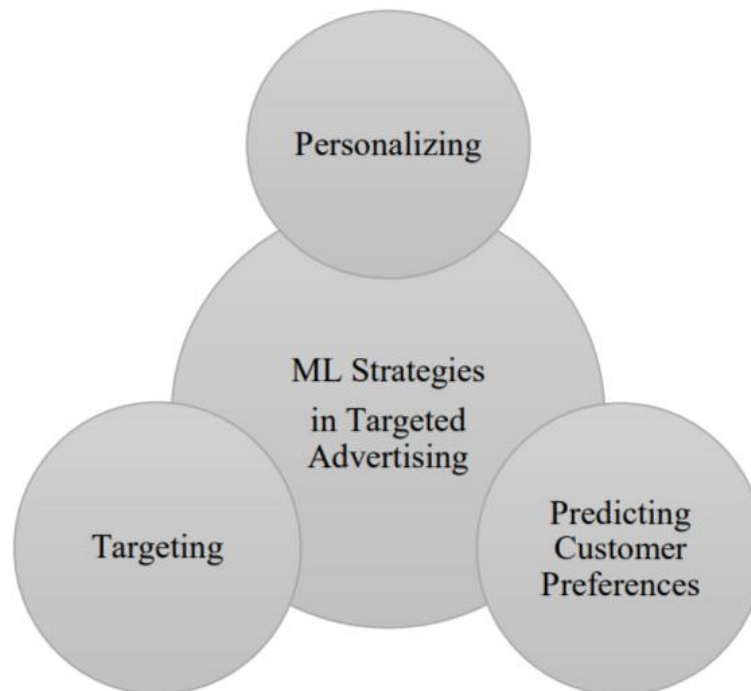 Personalizing
ML Strategies
in Targeted
Advertising
Targeting
Predicting
Customer
Preferences